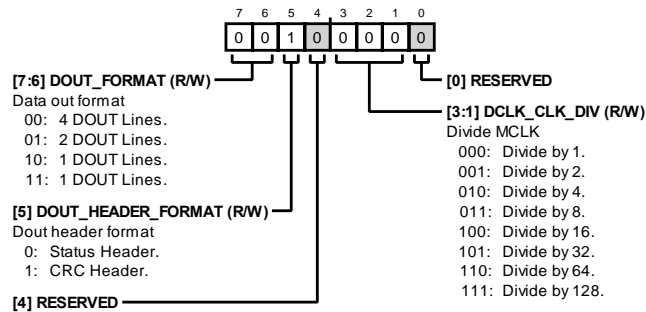 7 6 5 4 3 2 1 0
0 0 1 0 0 0 0 0
[7:6] DOUT_FORMAT (R/W)
Data out format
00: 4 DOUT Lines.
01: 2 DOUT Lines.
10: 1 DOUT Lines.
11: 1 DOUT Lines.
[5] DOUT_HEADER_FORMAT (R/W)
Dout header format
0: Status Header.
1: CRC Header.
[4] RESERVED
[0] RESERVED
[3:1] DCLK_CLK_DIV (R/W)
Divide MCLK
000: Divide by 1.
001: Divide by 2.
010: Divide by 4.
011: Divide by 8.
100: Divide by 16.
101: Divide by 32.
110: Divide by 64.
111: Divide by 128.